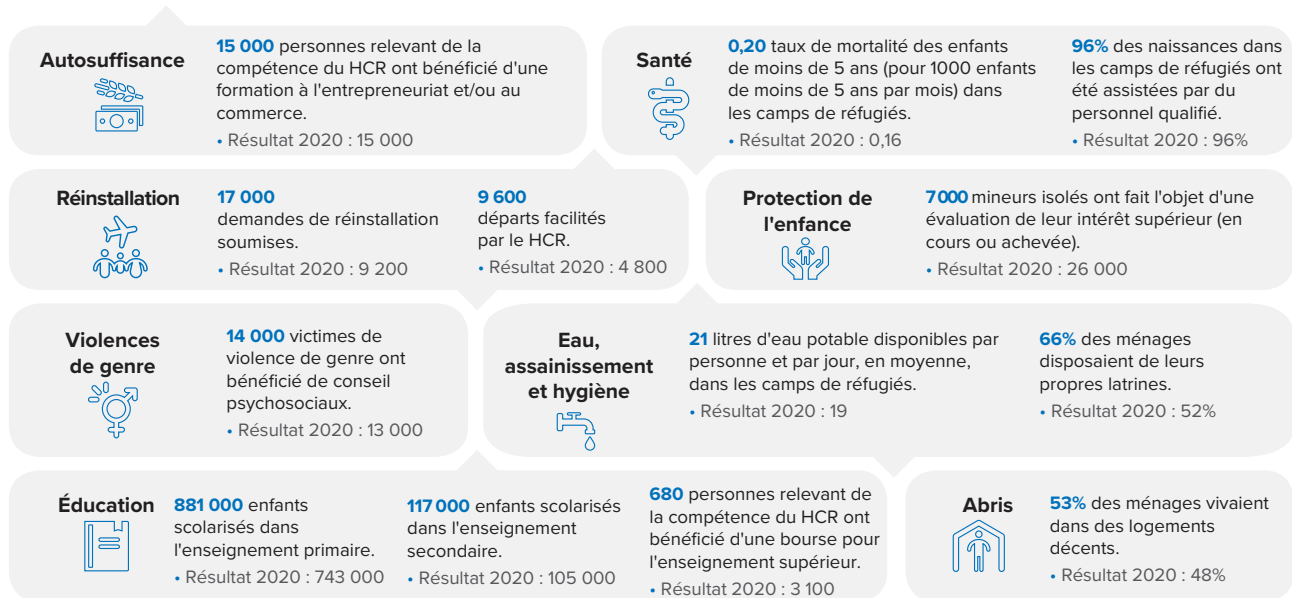 Autosuffisance
15 000 personnes relevant de la
compétence du HCR ont bénéficié d'une
formation à l'entrepreneuriat et/ou au
commerce.
• Résultat 2020 : 15 000
Santé
0,20 taux de mortalité des enfants
de moins de 5 ans (pour 1000 enfants
de moins de 5 ans par mois) dans
les camps de réfugiés.
• Résultat 2020 : 0,16
96% des naissances dans
les camps de réfugiés ont
été assistées par du
personnel qualifié.
• Résultat 2020 : 96%
Réinstallation
17 000
demandes de réinstallation
soumises.
• Résultat 2020 : 9 200
9 600
départs facilités
par le HCR.
• Résultat 2020 : 4 800
Protection de
l'enfance
7 000 mineurs isolés ont fait l'objet d'une
évaluation de leur intérêt supérieur (en
cours ou achevée).
• Résultat 2020 : 26 000
Violences
de genre
14 000 victimes de
violence de genre ont
bénéficié de conseil
psychosociaux.
• Résultat 2020 : 13 000
Eau,
assainissement
et hygiène
21 litres d'eau potable disponibles par
personne et par jour, en moyenne,
dans les camps de réfugiés.
• Résultat 2020 : 19
66% des ménages
disposaient de leurs
propres latrines.
• Résultat 2020 : 52%
Éducation
881 000 enfants
scolarisés dans
l'enseignement primaire.
• Résultat 2020 : 743 000
117 000 enfants scolarisés
dans l'enseignement
secondaire.
• Résultat 2020 : 105 000
680 personnes relevant de
la compétence du HCR ont
bénéficié d'une bourse pour
l'enseignement supérieur.
• Résultat 2020 : 3 100
Abris
53% des ménages vivaient
dans des logements
décents.
• Résultat 2020 : 48%